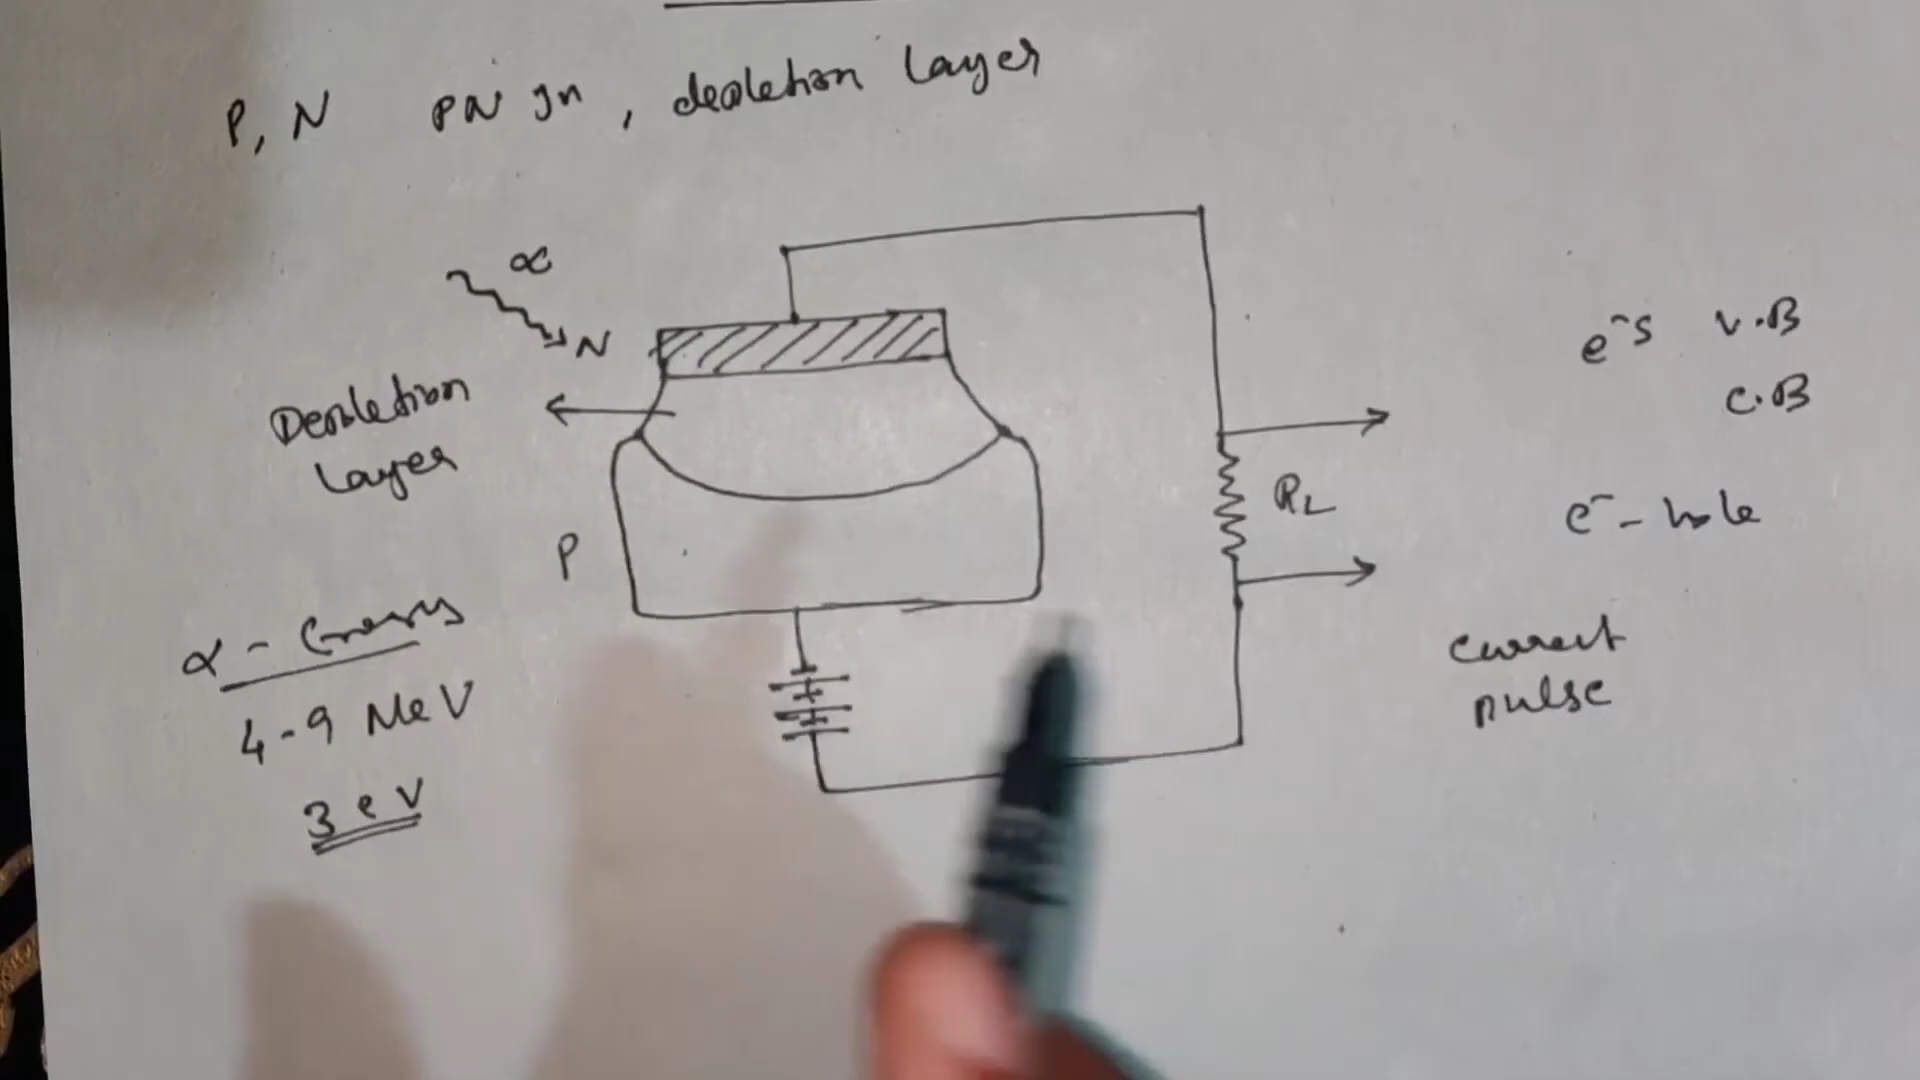 P, N PN Jn, depletion layer
α
N
Depletion
layer
P
RL
e⁻s V.B
C.B
e⁻ - hole
Current
pulse
α - Energy
4-9 MeV
3 eV